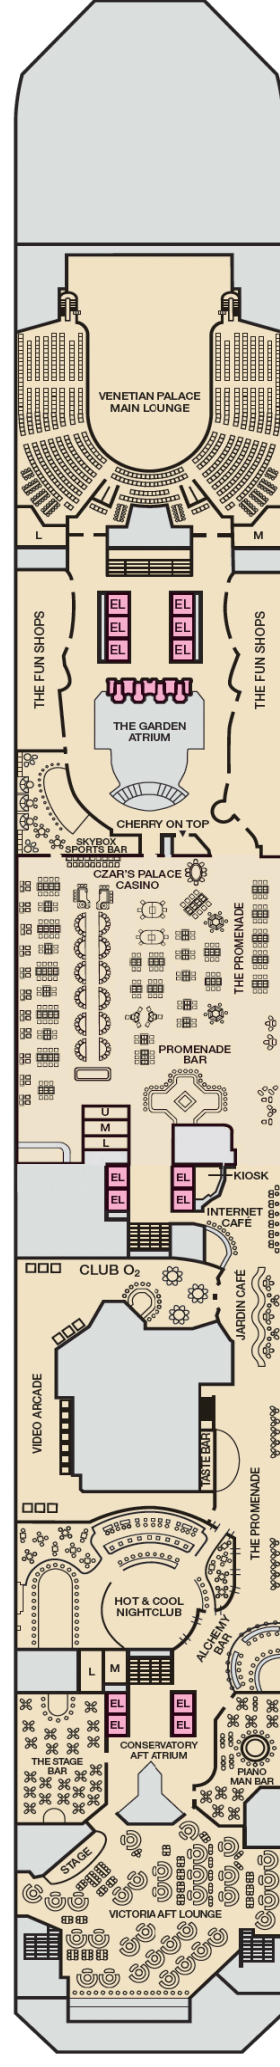 VENETIAN PALACE
MAIN LOUNGE
L
M
THE FUN SHOPS
EL
EL
EL
EL
EL
EL
THE FUN SHOPS
THE GARDEN
ATRIUM
CHERRY ON TOP
SKYBOX
SPORTS BAR
CZAR'S PALACE
CASINO
THE PROMENADE
PROMENADE
BAR
U
M
L
EL
EL
EL
EL
KIOSK
INTERNET
CAFÉ
CLUB O2
JARDIN CAFÉ
VIDEO ARCADE
TASTE BAR
THE PROMENADE
HOT & COOL
NIGHTCLUB
ALCHEMY
BAR
L
M
EL
EL
EL
EL
CONSERVATORY
AFT ATRIUM
THE STAGE
BAR
PIANO
MAN BAR
STAGE
VICTORIA AFT LOUNGE